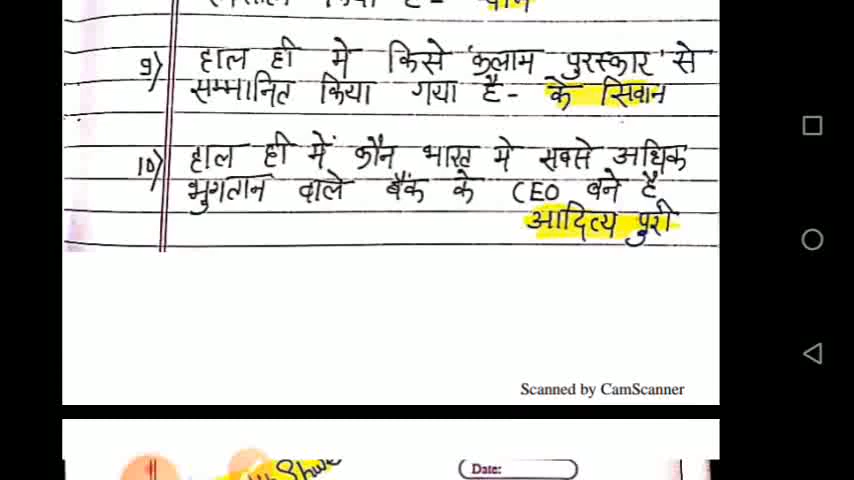 9) हाल ही में किसे 'कलाम पुरस्कार' से
सम्मानित किया गया है- के सिवान
10) हाल ही में कौन भारत मे सबसे अधिक
भुगतान वाले बैंक के CEO बने है
आदित्य पुरी
Scanned by CamScanner
Date: